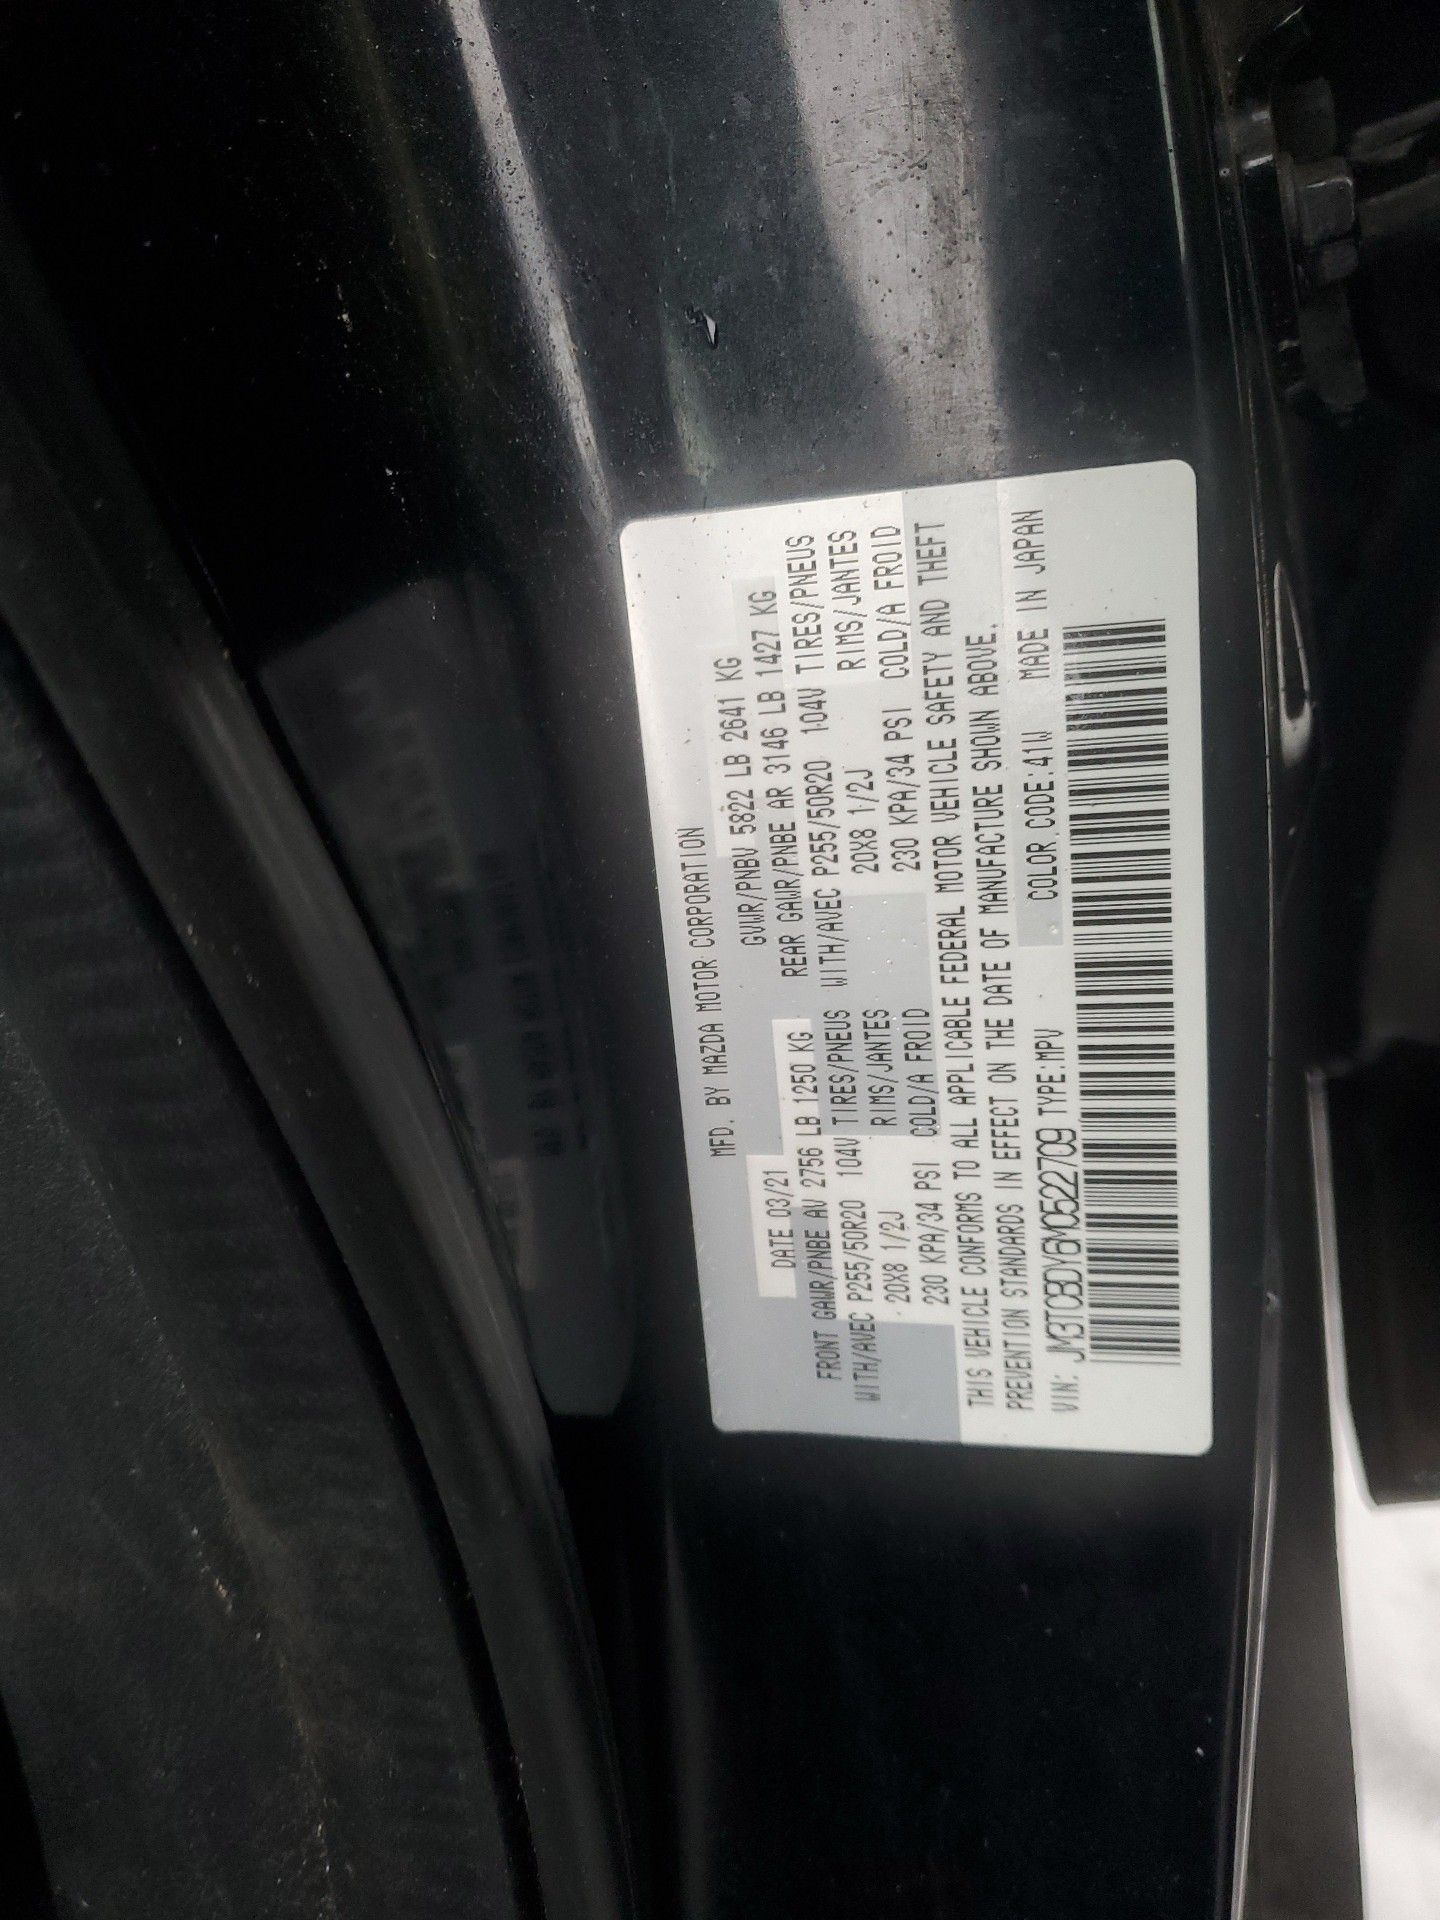 MFD. BY MAZDA MOTOR CORPORATION
DATE 03/21 GVWR/PNBV 5822 LB 2641 KG
FRONT GAWR/PNBE AV 2756 LB 1250 KG REAR GAWR/PNBE AR 3146 LB 1427 KG
WITH/AVEC P255/50R20 104V TIRES/PNEUS WITH/AVEC P255/50R20 104V TIRES/PNEUS
20X8 1/2J RIMS/JANTES 20X8 1/2J RIMS/JANTES
230 KPA/34 PSI COLD/A FROID 230 KPA/34 PSI COLD/A FROID
THIS VEHICLE CONFORMS TO ALL APPLICABLE FEDERAL MOTOR VEHICLE SAFETY AND THEFT
PREVENTION STANDARDS IN EFFECT ON THE DATE OF MANUFACTURE SHOWN ABOVE.
VIN: JM3TCBDY6M0522709 TYPE:MPV COLOR CODE:41W MADE IN JAPAN